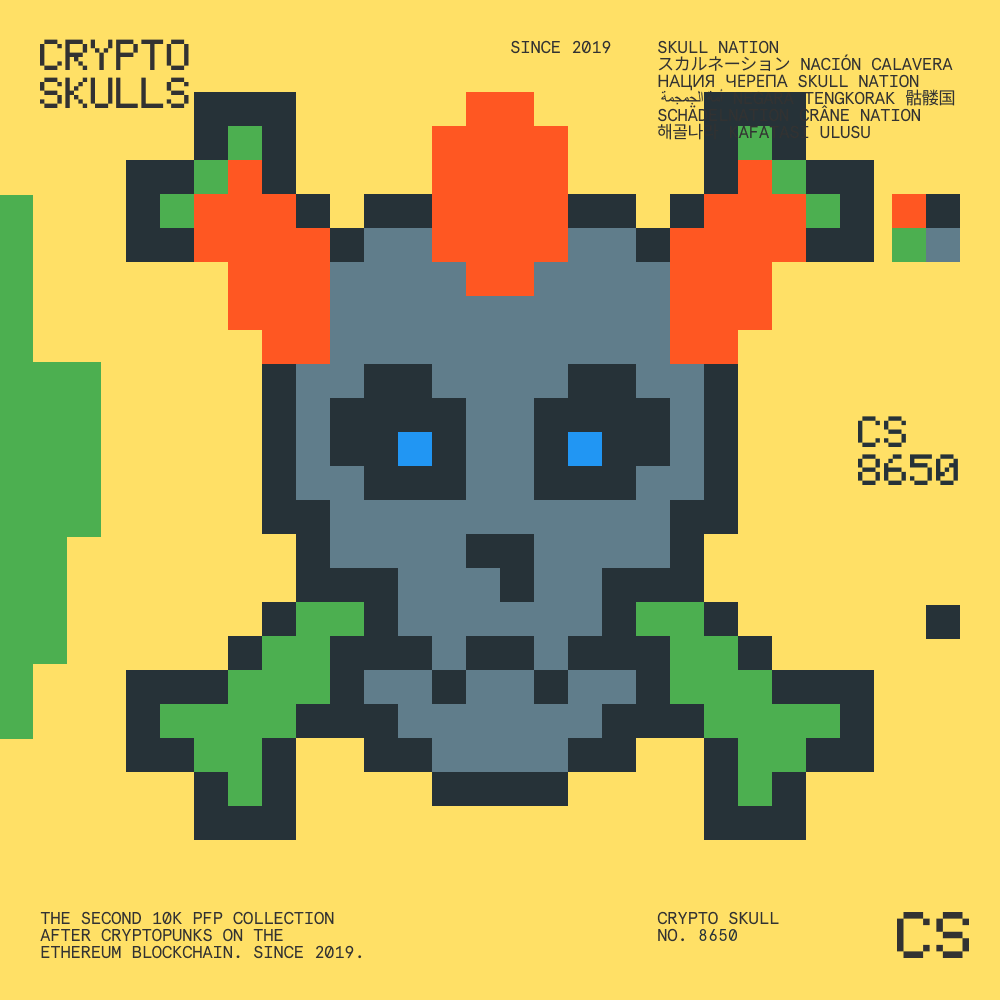 CRYPTO
SKULLS
SINCE 2019
SKULL NATION
スカルネーション NACIÓN CALAVERA
НАЦИЯ ЧЕРЕПА SKULL NATION
الجمجمة TENGKORAK 骷髅国
CRÂNE NATION
해골 ULUSU
CS
8650
THE SECOND 10K PFP COLLECTION
AFTER CRYPTOPUNKS ON THE
ETHEREUM BLOCKCHAIN. SINCE 2019.
CRYPTO SKULL
NO. 8650
CS